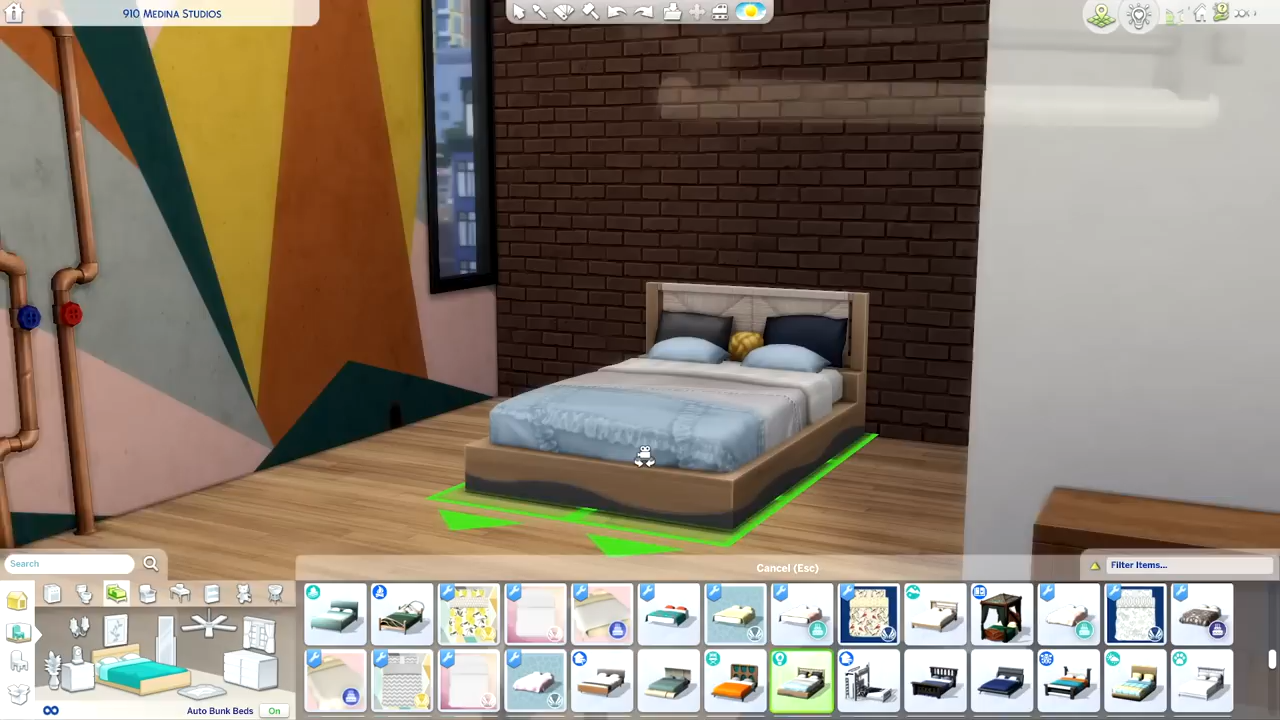 910 Medina Studios
Cancel (Esc)
Filter Items...
Search
Auto Bunk Beds On